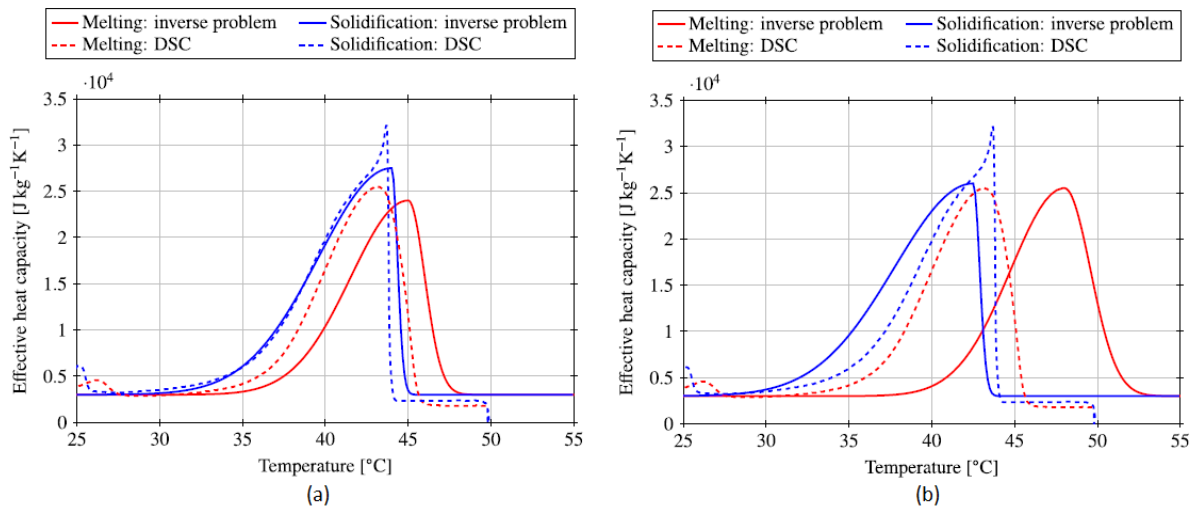 Melting: inverse problem
Solidification: inverse problem
Melting: DSC
Solidification: DSC
·10⁴
3.5
3
2.5
2
1.5
1
0.5
0
Effective heat capacity [J kg⁻¹K⁻¹]
25
30
35
40
45
50
55
Temperature [°C]
(a)
Melting: inverse problem
Solidification: inverse problem
Melting: DSC
Solidification: DSC
·10⁴
3.5
3
2.5
2
1.5
1
0.5
0
Effective heat capacity [J kg⁻¹K⁻¹]
25
30
35
40
45
50
55
Temperature [°C]
(b)